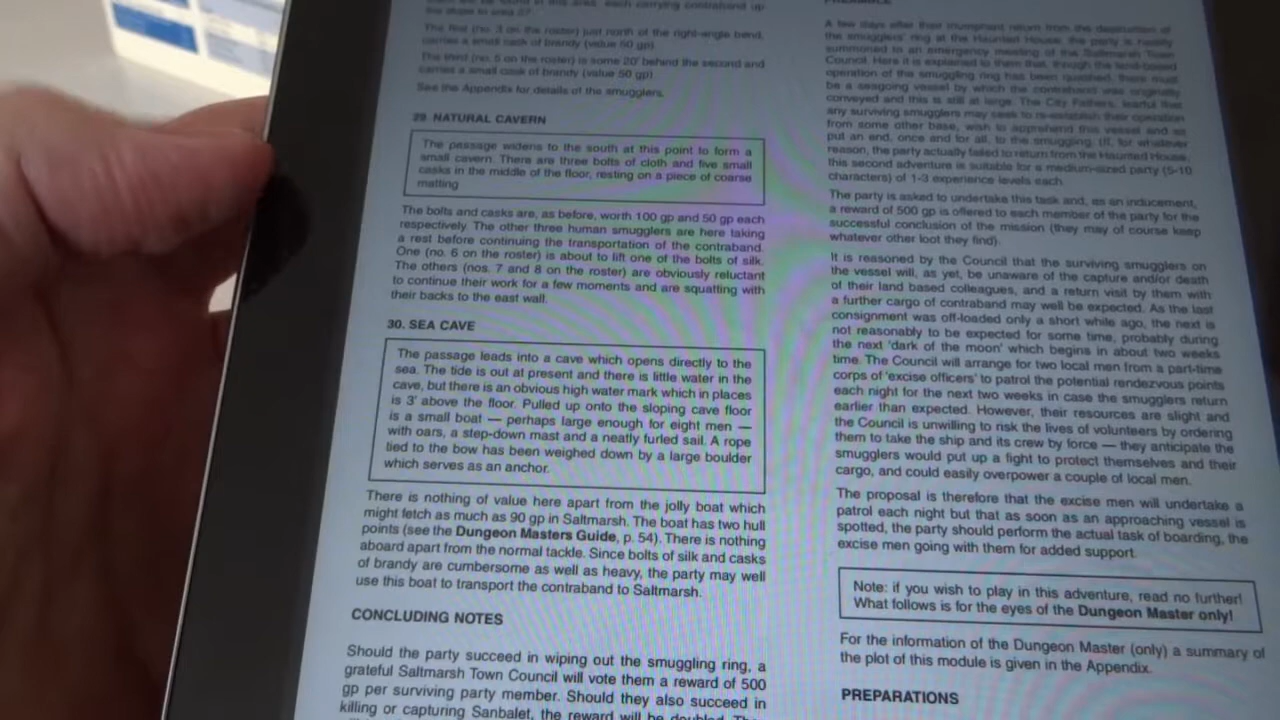 The first (no. 3 on the roster) just north of the right-angle bend,
carries a small cask of brandy (value 50 gp)
The third (no. 5 on the roster) is some 20' behind the second and
carries a small cask of brandy (value 50 gp)
See the Appendix for details of the smugglers.
29. NATURAL CAVERN
The passage widens to the south at this point to form a
small cavern. There are three bolts of cloth and five small
casks in the middle of the floor, resting on a piece of coarse
matting
The bolts and casks are, as before, worth 100 gp and 50 gp each
respectively. The other three human smugglers are here taking
a rest before continuing the transportation of the contraband.
One (no. 6 on the roster) is about to lift one of the bolts of silk.
The others (nos. 7 and 8 on the roster) are obviously reluctant
to continue their work for a few moments and are squatting with
their backs to the east wall.
30. SEA CAVE
The passage leads into a cave which opens directly to the
sea. The tide is out at present and there is little water in the
cave, but there is an obvious high water mark which in places
is 3' above the floor. Pulled up onto the sloping cave floor
is a small boat — perhaps large enough for eight men —
with oars, a step-down mast and a neatly furled sail. A rope
tied to the bow has been weighed down by a large boulder
which serves as an anchor.
There is nothing of value here apart from the jolly boat which
might fetch as much as 90 gp in Saltmarsh. The boat has two hull
points (see the Dungeon Masters Guide, p. 54). There is nothing
aboard apart from the normal tackle. Since bolts of silk and casks
of brandy are cumbersome as well as heavy, the party may well
use this boat to transport the contraband to Saltmarsh.
CONCLUDING NOTES
Should the party succeed in wiping out the smuggling ring, a
grateful Saltmarsh Town Council will vote them a reward of 500
gp per surviving party member. Should they also succeed in
killing or capturing Sanbalet, the reward will be doubled. The
A few days after their triumphant return from the destruction of
the smugglers' ring at the Haunted House, the party is
summoned to an emergency meeting of the Saltmarsh Town
Council. Here it is explained to them that, though the land-based
operation of the smuggling ring has been quashed, there must
be a seagoing vessel by which the contraband was originally
conveyed and this is still at large. The City Fathers, fearful that
any surviving smugglers may seek to re-establish their operation
from some other base, wish to apprehend this vessel and so
put an end, once and for all, to the smuggling. (If, for whatever
reason, the party actually failed to return from the Haunted House,
this second adventure is suitable for a medium-sized party (5-10
characters) of 1-3 experience levels each.
The party is asked to undertake this task and, as an inducement,
a reward of 500 gp is offered to each member of the party for the
successful conclusion of the mission (they may of course keep
whatever other loot they find).
It is reasoned by the Council that the surviving smugglers on
the vessel will, as yet, be unaware of the capture and/or death
of their land based colleagues, and a return visit by them with
a further cargo of contraband may well be expected. As the last
consignment was off-loaded only a short while ago, the next is
not reasonably to be expected for some time, probably during
the next 'dark of the moon' which begins in about two weeks
time. The Council will arrange for two local men from a part-time
corps of 'excise officers' to patrol the potential rendezvous points
each night for the next two weeks in case the smugglers return
earlier than expected. However, their resources are slight and
the Council is unwilling to risk the lives of volunteers by ordering
them to take the ship and its crew by force — they anticipate the
smugglers would put up a fight to protect themselves and their
cargo, and could easily overpower a couple of local men.
The proposal is therefore that the excise men will undertake a
patrol each night but that as soon as an approaching vessel is
spotted, the party should perform the actual task of boarding, the
excise men going with them for added support.
Note: if you wish to play in this adventure, read no further!
What follows is for the eyes of the Dungeon Master only!
For the information of the Dungeon Master (only) a summary of
the plot of this module is given in the Appendix.
PREPARATIONS